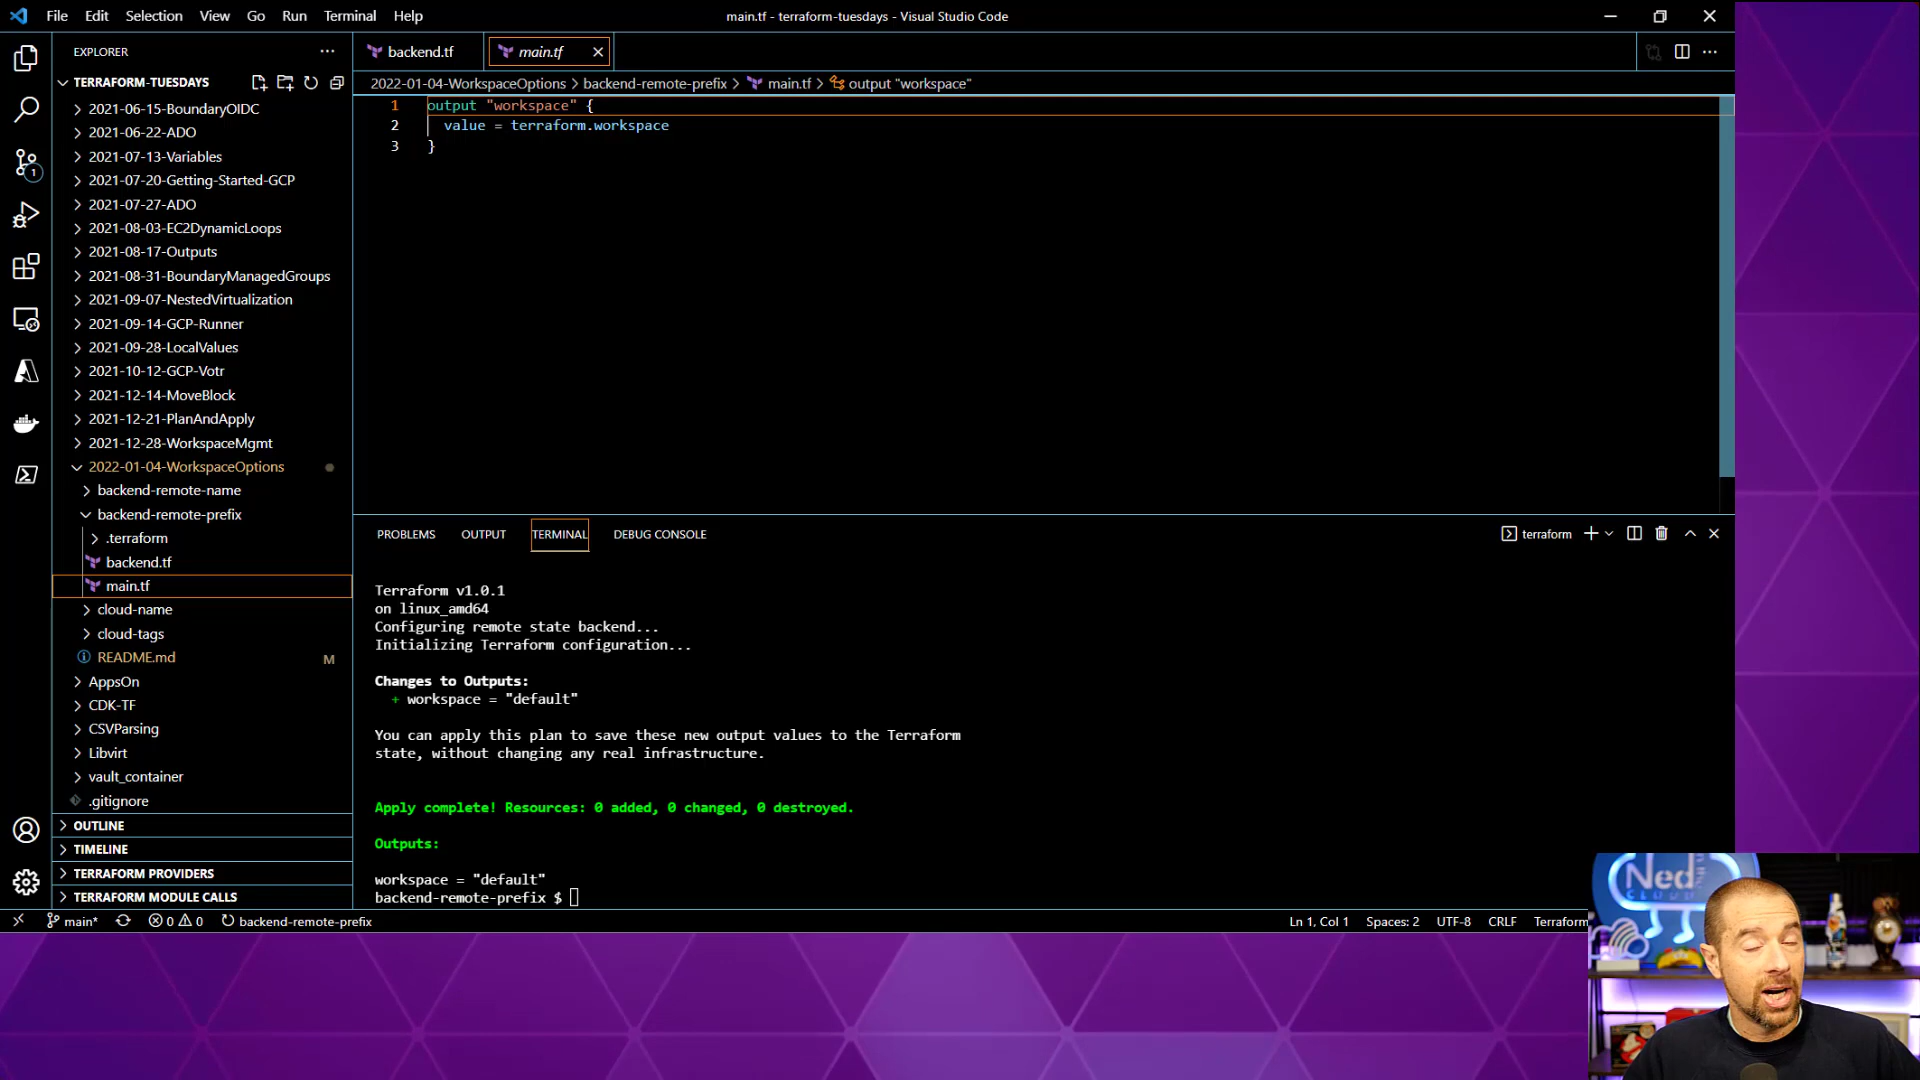 File Edit Selection View Go Run Terminal Help
main.tf - terraform-tuesdays - Visual Studio Code
EXPLORER
TERRAFORM-TUESDAYS
2021-06-15-BoundaryOIDC
2021-06-22-ADO
2021-07-13-Variables
2021-07-20-Getting-Started-GCP
2021-07-27-ADO
2021-08-03-EC2DynamicLoops
2021-08-17-Outputs
2021-08-31-BoundaryManagedGroups
2021-09-07-NestedVirtualization
2021-09-14-GCP-Runner
2021-09-28-LocalValues
2021-10-12-GCP-Votr
2021-12-14-MoveBlock
2021-12-21-PlanAndApply
2021-12-28-WorkspaceMgmt
2022-01-04-WorkspaceOptions
backend-remote-name
backend-remote-prefix
.terraform
backend.tf
main.tf
cloud-name
cloud-tags
README.md M
AppsOn
CDK-TF
CSVParsing
Libvirt
vault_container
.gitignore
OUTLINE
TIMELINE
TERRAFORM PROVIDERS
TERRAFORM MODULE CALLS
1
backend.tf main.tf
2022-01-04-WorkspaceOptions > backend-remote-prefix > main.tf > output "workspace"
1 output "workspace" {
2 value = terraform.workspace
3 }
PROBLEMS OUTPUT TERMINAL DEBUG CONSOLE
terraform
Terraform v1.0.1
on linux_amd64
Configuring remote state backend...
Initializing Terraform configuration...
Changes to Outputs:
+ workspace = "default"
You can apply this plan to save these new output values to the Terraform
state, without changing any real infrastructure.
Apply complete! Resources: 0 added, 0 changed, 0 destroyed.
Outputs:
workspace = "default"
backend-remote-prefix $
main* 0 0 backend-remote-prefix
Ln 1, Col 1 Spaces: 2 UTF-8 CRLF Terraform
Ned